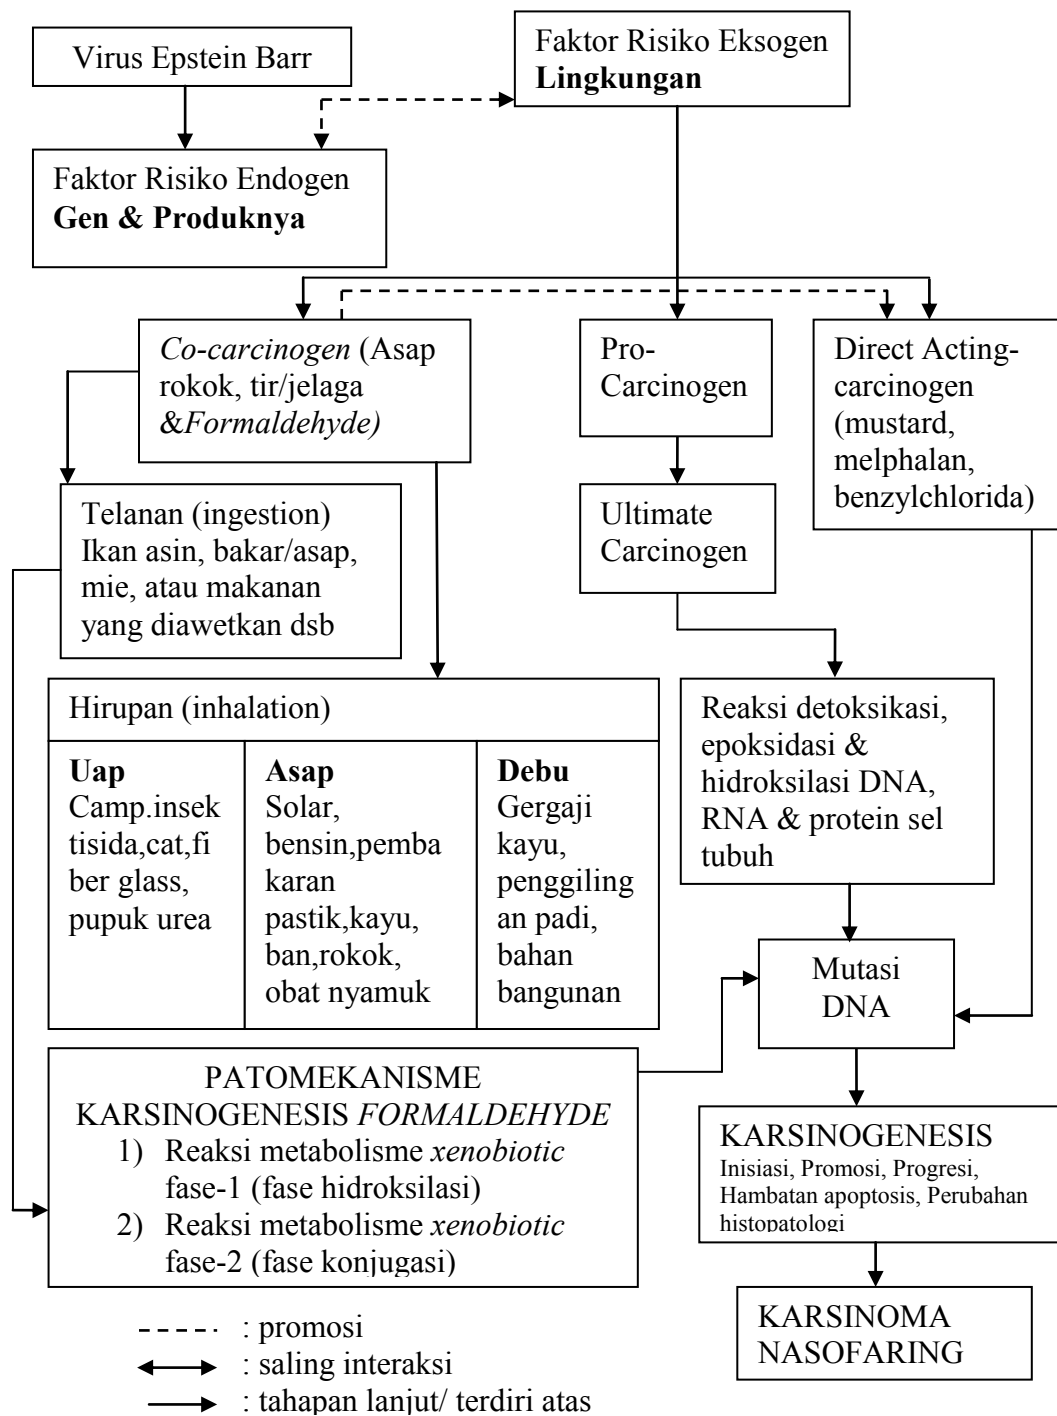 Virus Epstein Barr
Faktor Risiko Eksogen
Lingkungan
Faktor Risiko Endogen
Gen & Produknya
Co-carcinogen (Asap
rokok, tir/jelaga
&Formaldehyde)
Pro-
Carcinogen
Direct Acting-
carcinogen
(mustard,
melphalan,
benzylchlorida)
Telanan (ingestion)
Ikan asin, bakar/asap,
mie, atau makanan
yang diawetkan dsb
Ultimate
Carcinogen
Hirupan (inhalation)
Uap
Camp.insek
tisida,cat,fi
ber glass,
pupuk urea
Asap
Solar,
bensin,pemba
karan
pastik,kayu,
ban,rokok,
obat nyamuk
Debu
Gergaji
kayu,
penggiling
an padi,
bahan
bangunan
Reaksi detoksikasi,
epoksidasi &
hidroksilasi DNA,
RNA & protein sel
tubuh
Mutasi
DNA
PATOMEKANISME
KARSINOGENESIS FORMALDEHYDE
1) Reaksi metabolisme xenobiotic
fase-1 (fase hidroksilasi)
2) Reaksi metabolisme xenobiotic
fase-2 (fase konjugasi)
KARSINOGENESIS
Inisiasi, Promosi, Progresi,
Hambatan apoptosis, Perubahan
histopatologi
KARSINOMA
NASOFARING
: promosi
: saling interaksi
: tahapan lanjut/ terdiri atas